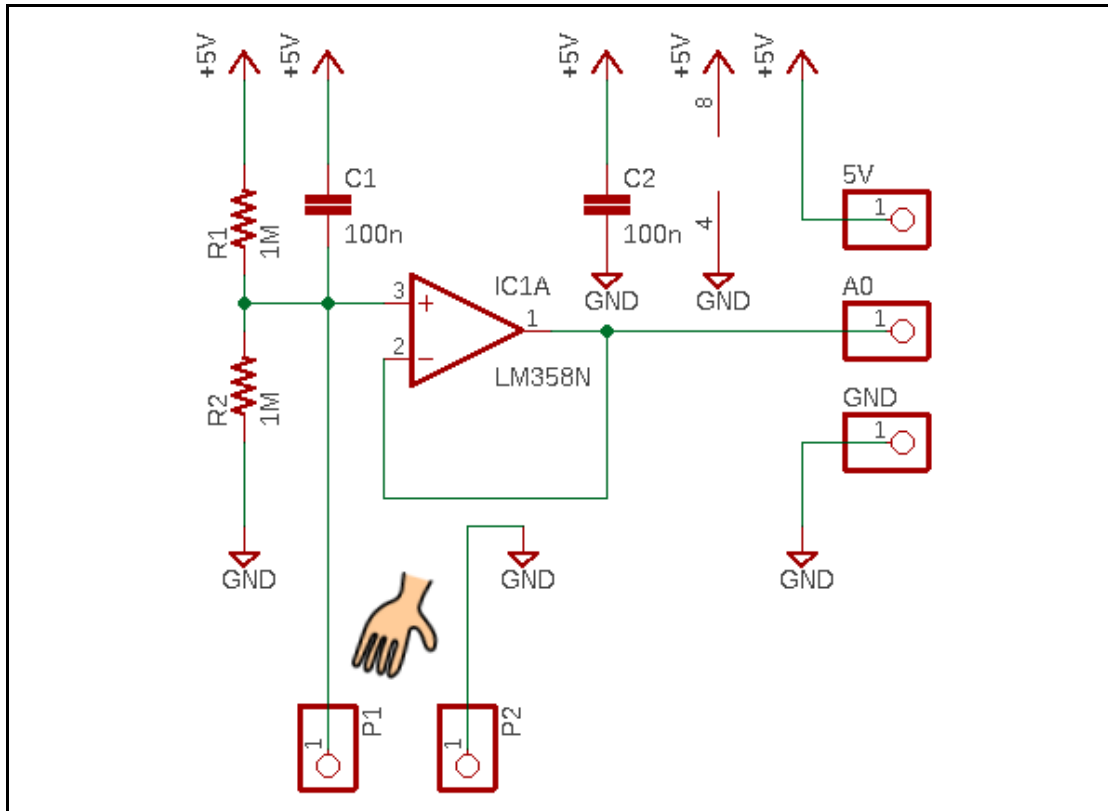 +5V
+5V
+5V
+5V
+5V
8
C1
100n
C2
100n
4
5V
1
R1
1M
GND
GND
A0
1
3
+
IC1A
1
2
−
LM358N
R2
1M
GND
1
GND
GND
GND
P1
1
P2
1